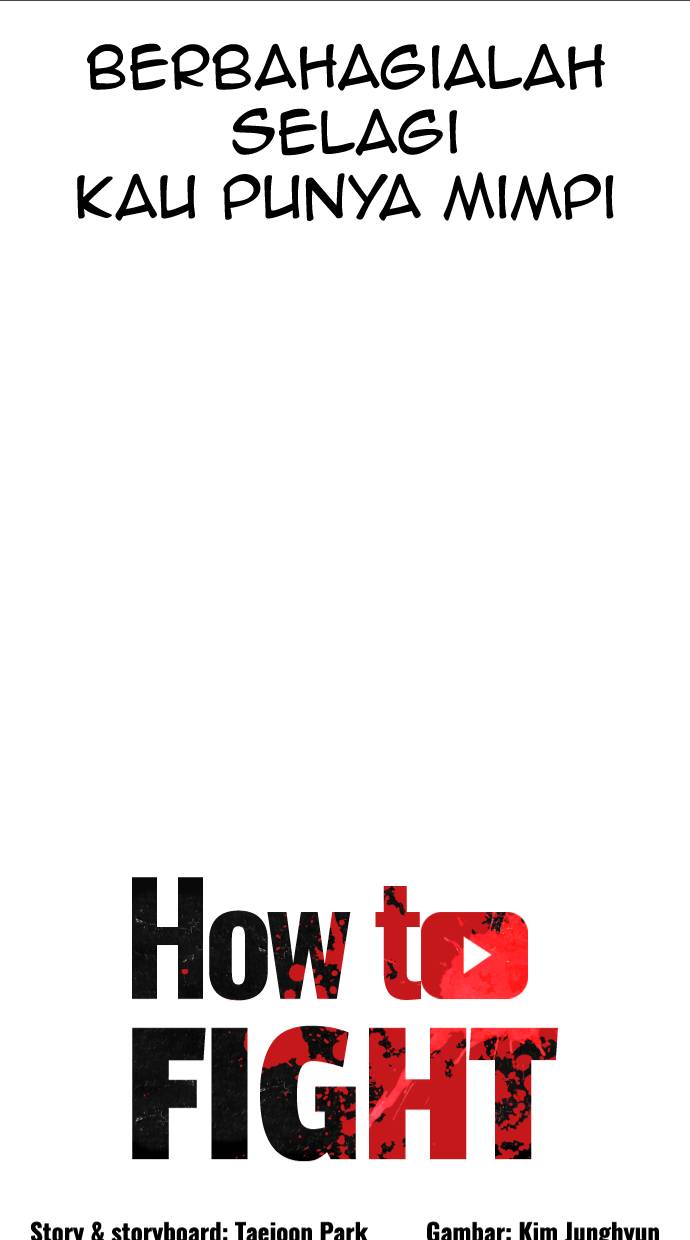 BERBAHAGIALAH
SELAGI
KAU PUNYA MIMPI
How to
FIGHT
Story & storyboard: Taejoon Park
Gambar: Kim Junghyun